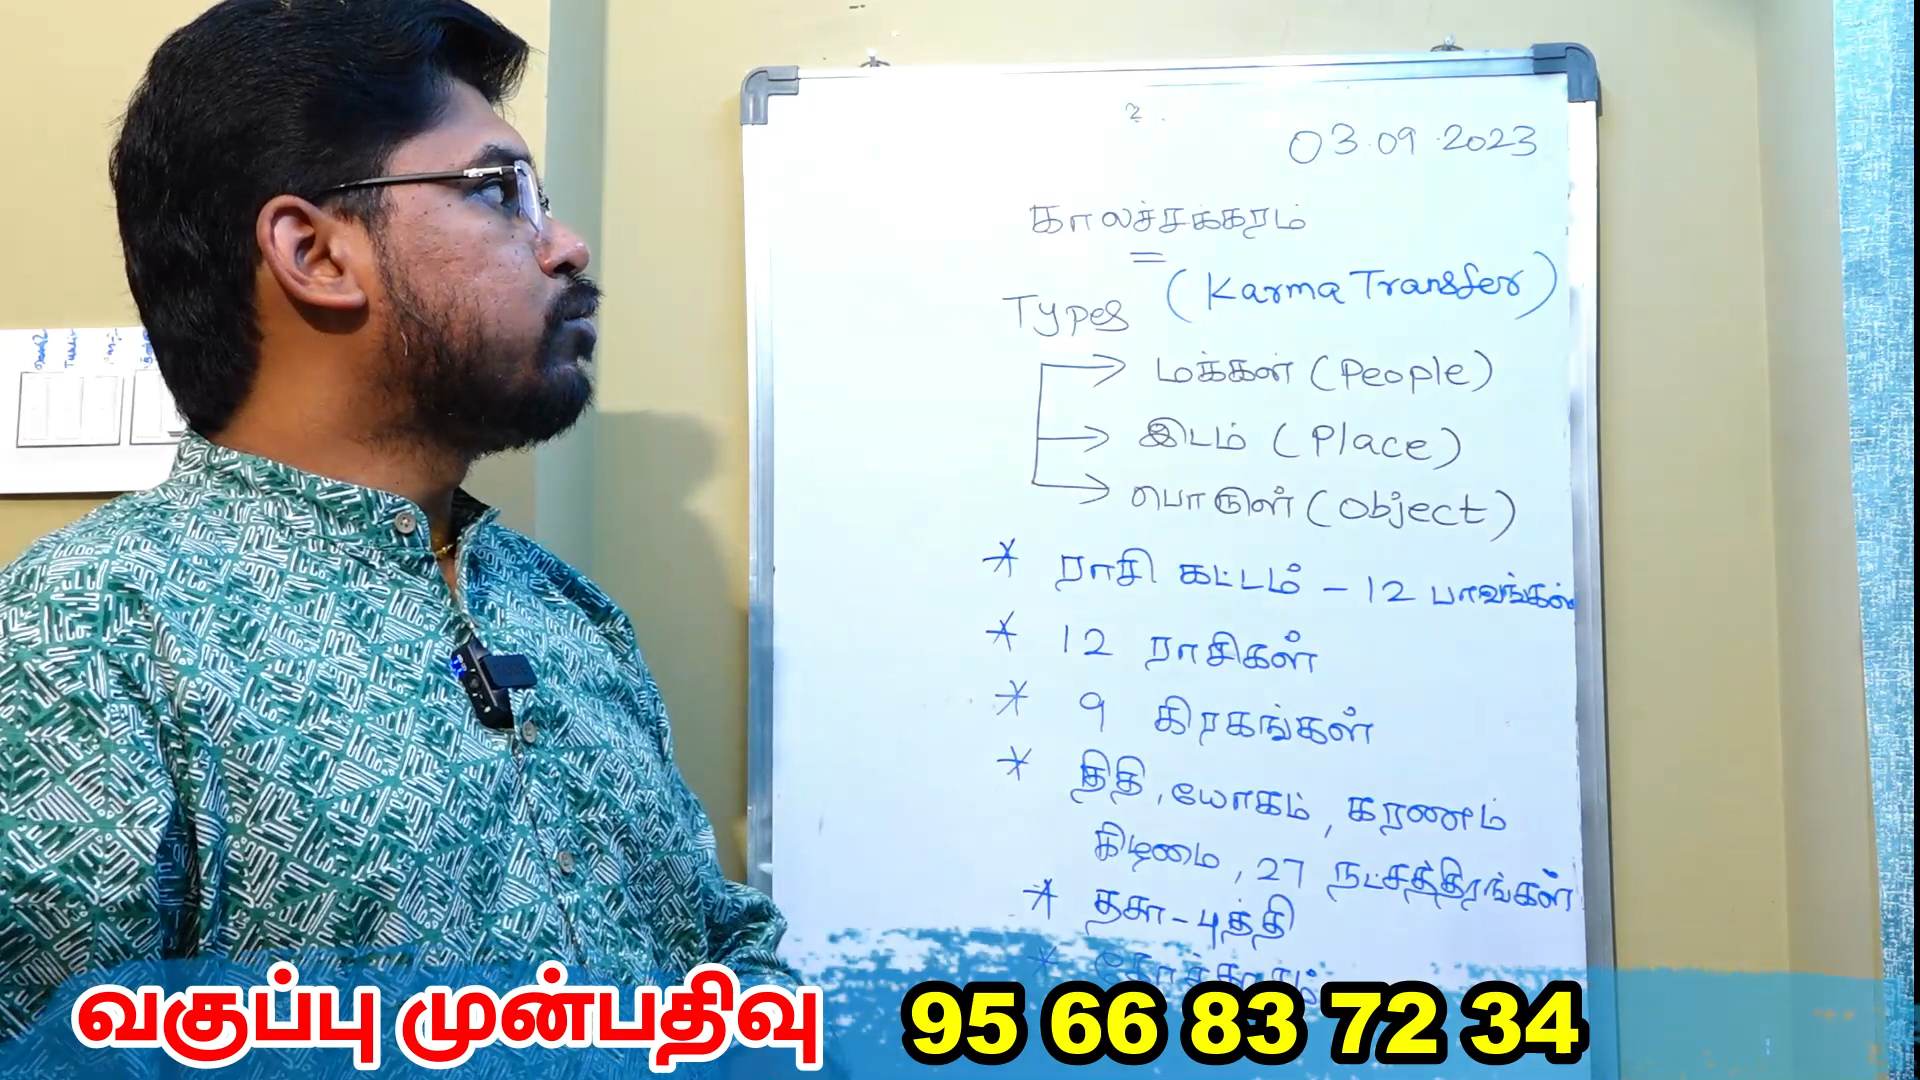 உ
03.09.2023
காலச்சக்கரம்
(Karma Transfer)
Types
மக்கள் (People)
இடம் (Place)
பொருள் (Object)
* ராசி கட்டம் - 12 பாவங்கள்
* 12 ராசிகள்
* 9 கிரகங்கள்
* திதி, யோகம், கரணம்
கிழமை, 27 நட்சத்திரங்கள்
* தசா - புத்தி
* கோச்சாரம்
வகுப்பு முன்பதிவு 95 66 83 72 34